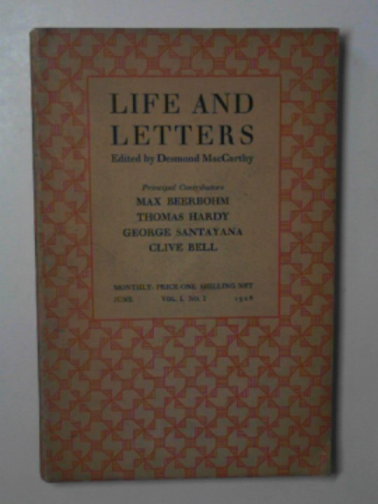 LIFE AND
LETTERS
Edited by Desmond MacCarthy
Principal Contributors
MAX BEERBOHM
THOMAS HARDY
GEORGE SANTAYANA
CLIVE BELL
MONTHLY: PRICE ONE SHILLING NET
JUNE VOL. I, NO. I 1928